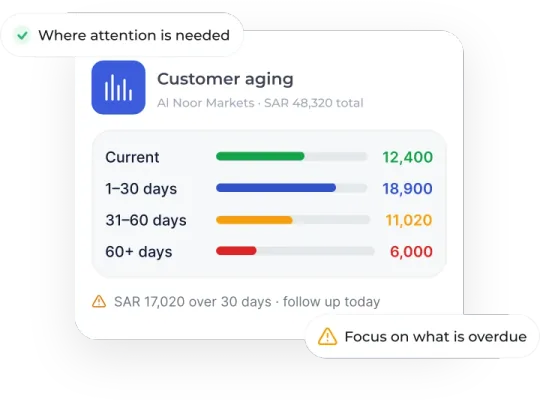 Where attention is needed
Customer aging
Al Noor Markets · SAR 48,320 total
Current 12,400
1–30 days 18,900
31–60 days 11,020
60+ days 6,000
SAR 17,020 over 30 days · follow up today
Focus on what is overdue